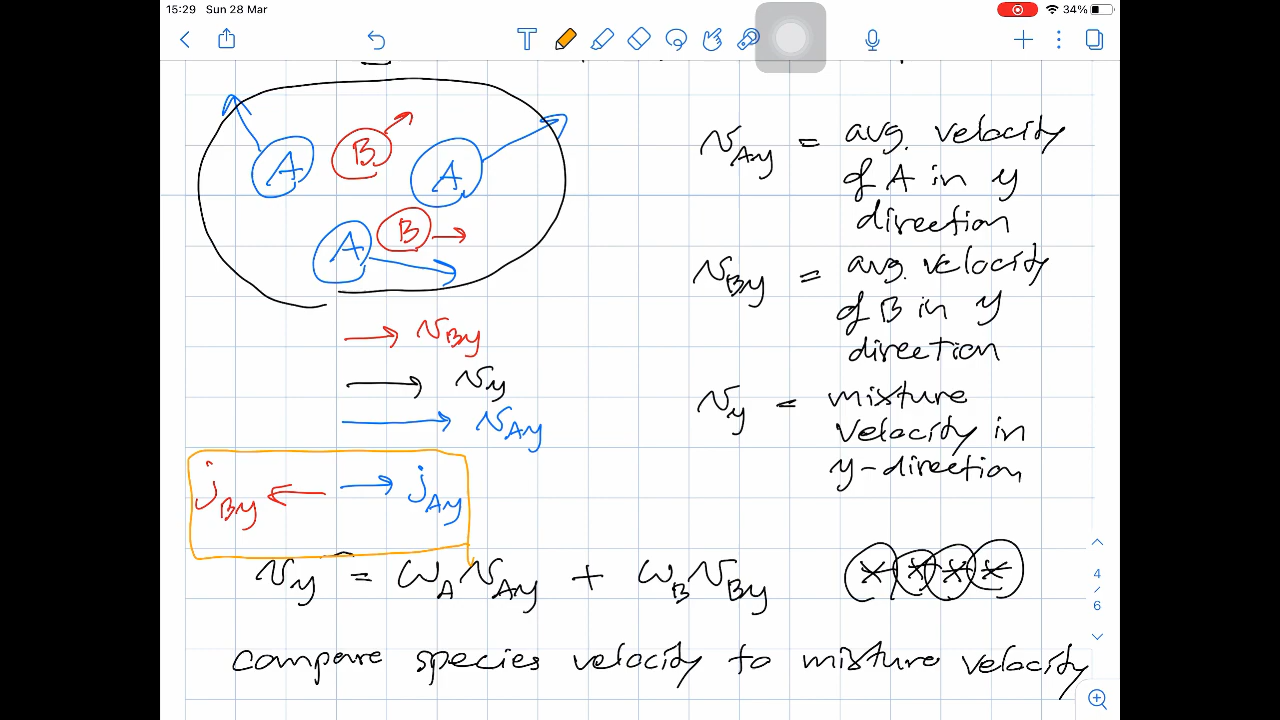 15:29 Sun 28 Mar
34%
A
B
A
A
B
v_Ay = avg. velocity
of A in y
direction
v_By = avg. velocity
of B in y
direction
v_y = mixture
velocity in
y-direction
v_By
v_y
v_Ay
j_By
j_Ay
v_y = ω_A v_Ay + ω_B v_By
compare species velocity to mixture velocity
4
/
6